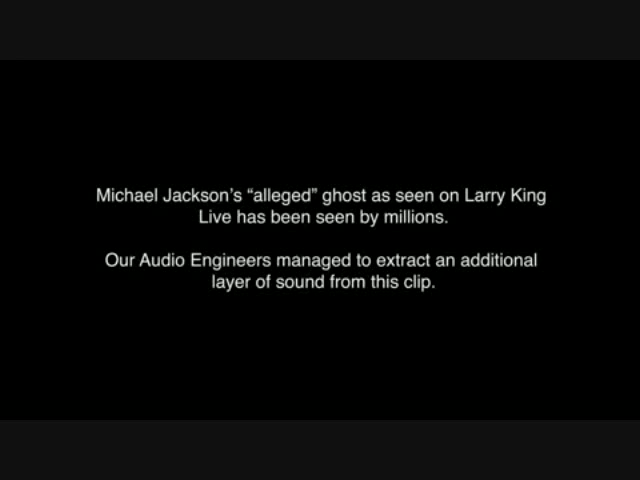 Michael Jackson's “alleged” ghost as seen on Larry King
Live has been seen by millions.
Our Audio Engineers managed to extract an additional
layer of sound from this clip.